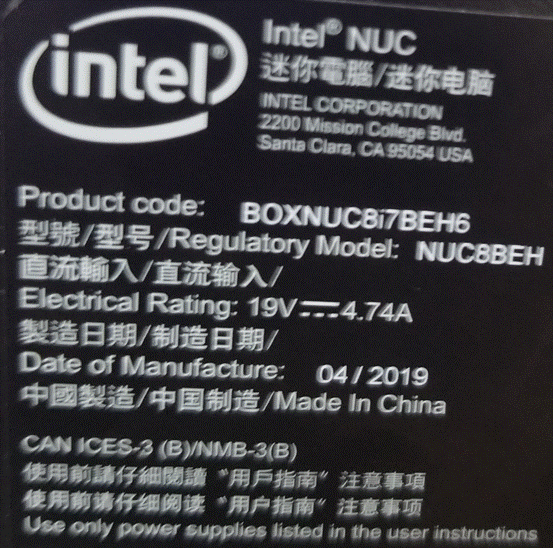 intel®
Intel® NUC
迷你電腦/迷你电脑
INTEL CORPORATION
2200 Mission College Blvd.
Santa Clara, CA 95054 USA
Product code: BOXNUC8i7BEH6
型號/型号/Regulatory Model: NUC8BEH
直流輸入/直流输入/
Electrical Rating: 19V⎓4.74A
製造日期/制造日期/
Date of Manufacture: 04/2019
中國製造/中国制造/Made In China
CAN ICES-3 (B)/NMB-3(B)
使用前請仔細閱讀〝用戶指南〞注意事項
使用前请仔细阅读〝用户指南〞注意事项
Use only power supplies listed in the user instructions